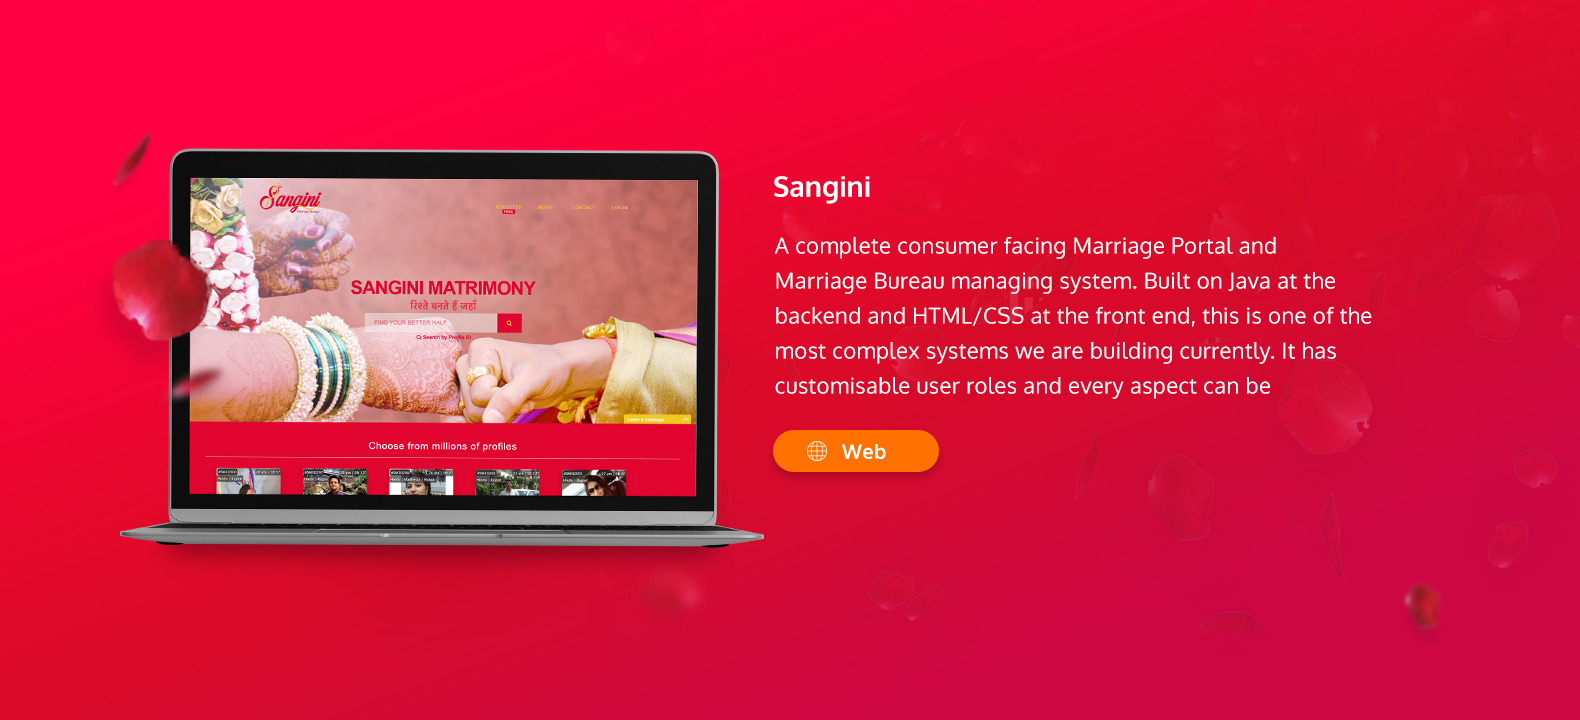 Sangini
REGISTER
FREE
ABOUT
CONTACT
LOGIN
SANGINI MATRIMONY
रिश्ते बनते हैं जहाँ
FIND YOUR BETTER HALF
Search by Profile ID
Leave a message
Choose from millions of profiles
Sangini
A complete consumer facing Marriage Portal and
Marriage Bureau managing system. Built on Java at the
backend and HTML/CSS at the front end, this is one of the
most complex systems we are building currently. It has
customisable user roles and every aspect can be
Web